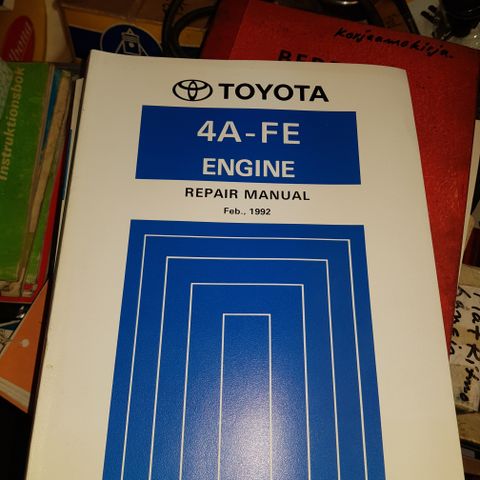 TOYOTA
4A-FE
ENGINE
REPAIR MANUAL
Feb., 1992
Korjaamokirja.
Instruktionsbok